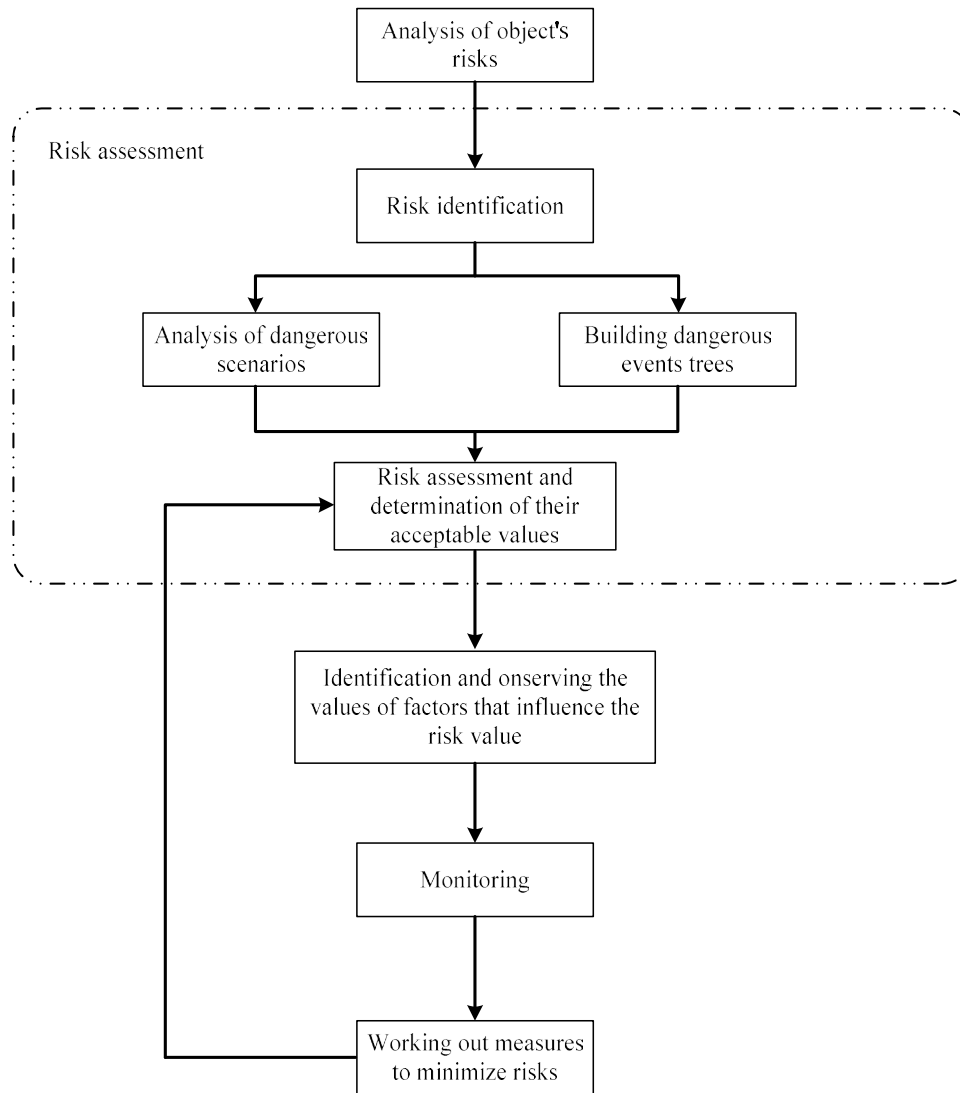 Analysis of object's
risks
Risk assessment
Risk identification
Analysis of dangerous
scenarios
Building dangerous
events trees
Risk assessment and
determination of their
acceptable values
Identification and onserving the
values of factors that influence the
risk value
Monitoring
Working out measures
to minimize risks